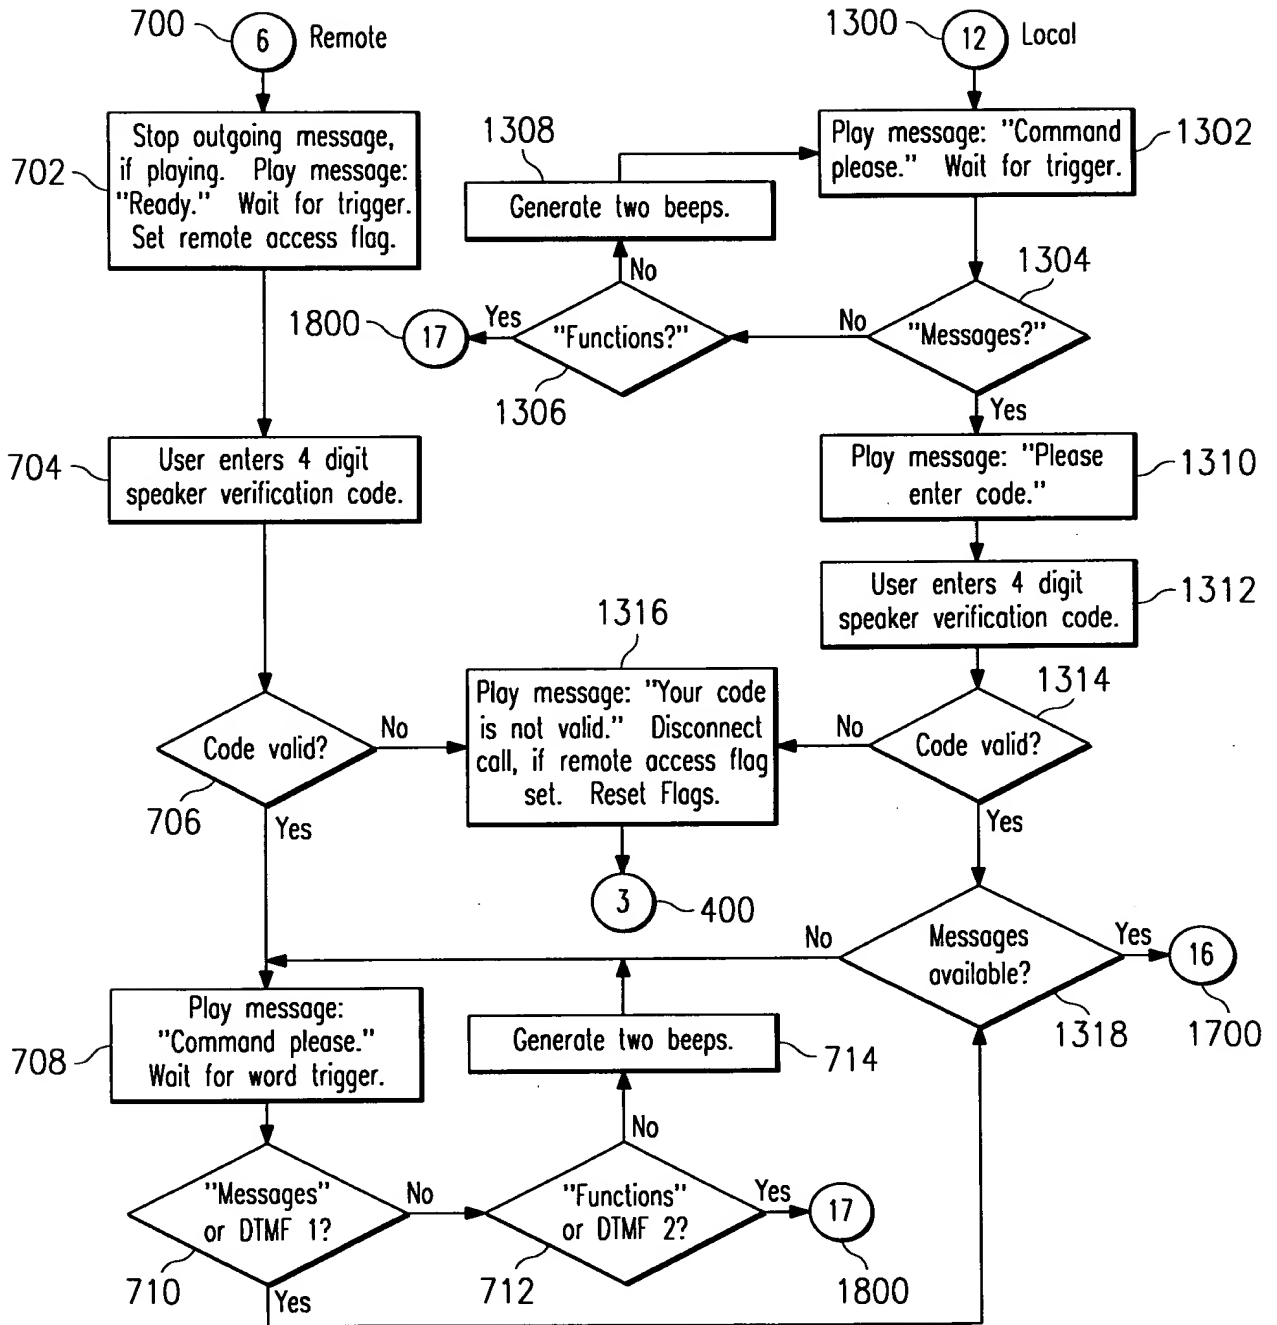 700
6
Remote
Stop outgoing message,
if playing. Play message:
"Ready." Wait for trigger.
Set remote access flag.
702
User enters 4 digit
speaker verification code.
704
Code valid?
706
No
Yes
1300
12
Local
Play message: "Command
please." Wait for trigger.
1302
1308
Generate two beeps.
No
"Functions?"
1306
Yes
17
1800
No
"Messages?"
1304
Yes
Play message: "Please
enter code."
1310
User enters 4 digit
speaker verification code.
1312
Code valid?
1314
No
Yes
1316
Play message: "Your code
is not valid." Disconnect
call, if remote access flag
set. Reset Flags.
3
400
Messages
available?
1318
No
Yes
16
1700
Play message:
"Command please."
Wait for word trigger.
708
Generate two beeps.
714
No
"Messages"
or DTMF 1?
710
No
Yes
"Functions"
or DTMF 2?
712
Yes
17
1800